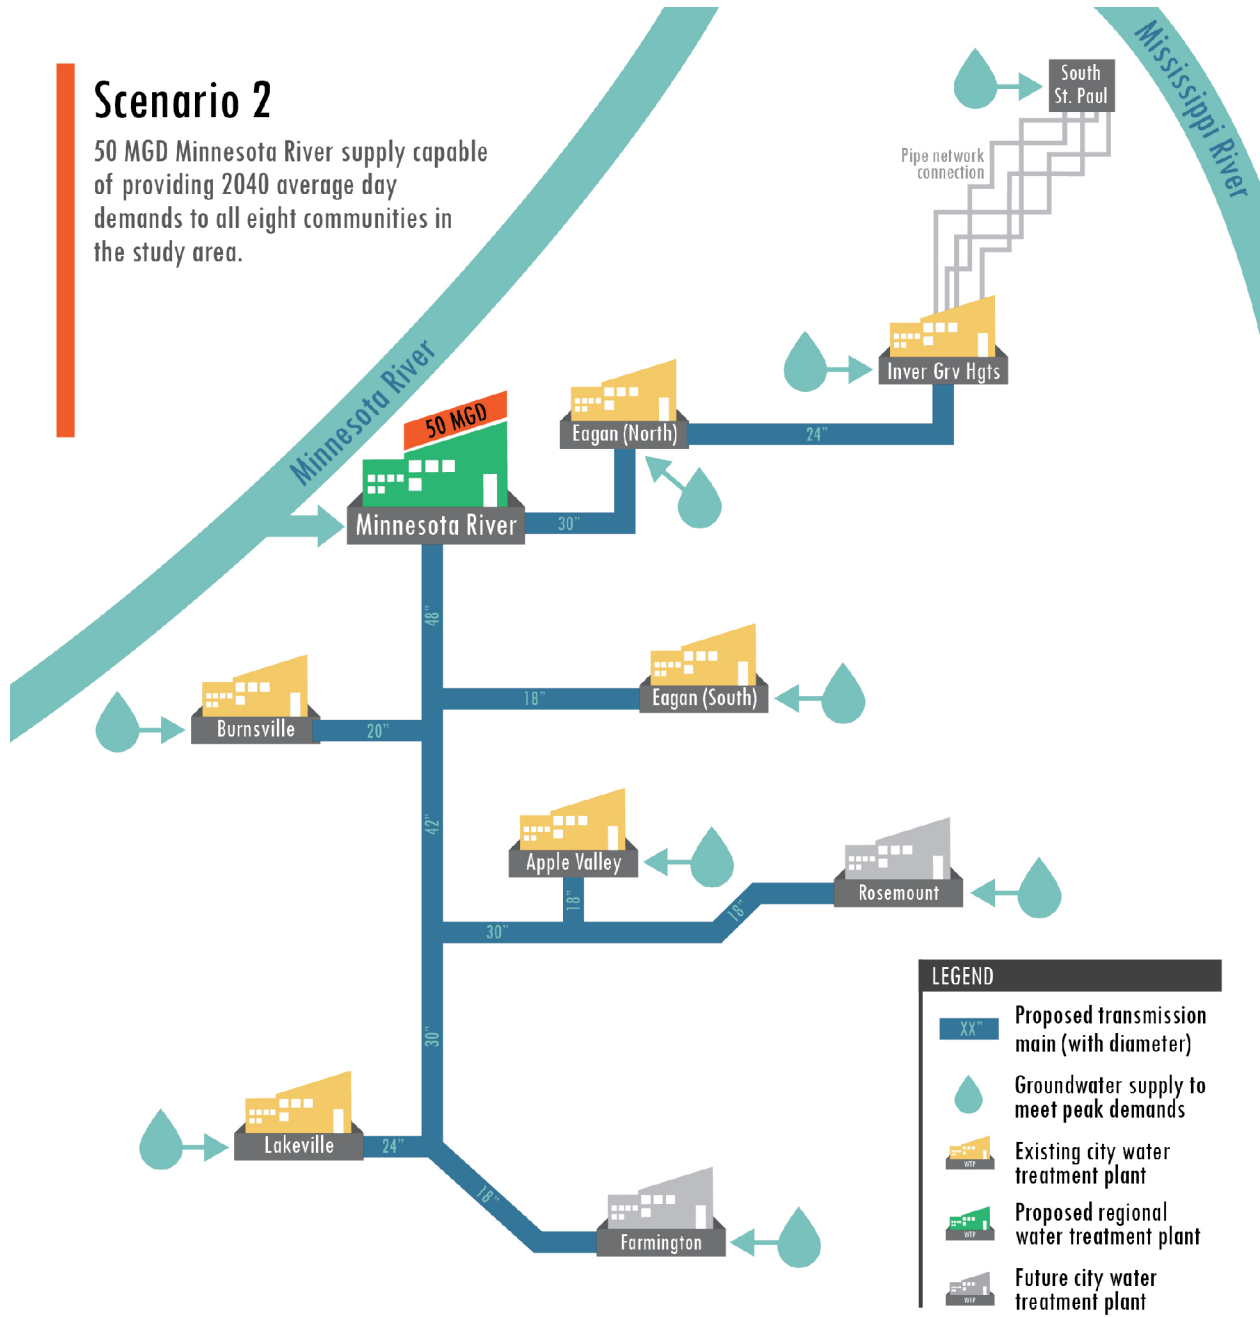 Scenario 2
50 MGD Minnesota River supply capable
of providing 2040 average day
demands to all eight communities in
the study area.
Minnesota River
Mississippi River
South
St. Paul
Pipe network
connection
Inver Grv Hgts
50 MGD
Eagan (North)
24”
Minnesota River
30”
48”
Eagan (South)
18”
Burnsville
20”
42”
Apple Valley
18”
Rosemount
18”
30”
30”
Lakeville
24”
18”
Farmington
LEGEND
XX”
Proposed transmission
main (with diameter)
Groundwater supply to
meet peak demands
WTP
Existing city water
treatment plant
WTP
Proposed regional
water treatment plant
WTP
Future city water
treatment plant